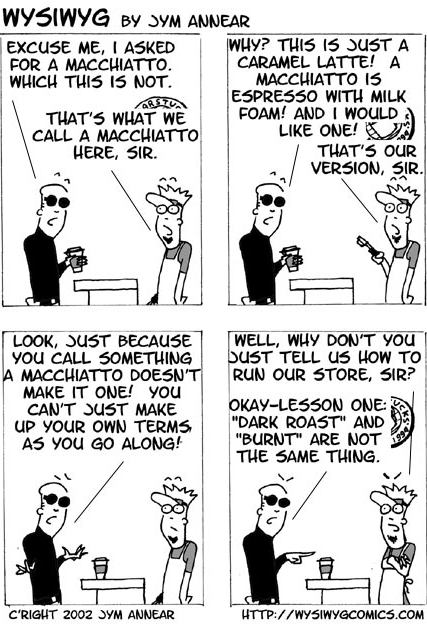 WYSIWYG BY JYM ANNEAR
EXCUSE ME, I ASKED
FOR A MACCHIATTO.
WHICH THIS IS NOT.
THAT'S WHAT WE
CALL A MACCHIATTO
HERE, SIR.
WHY? THIS IS JUST A
CARAMEL LATTE! A
MACCHIATTO IS
ESPRESSO WITH MILK
FOAM! AND I WOULD
LIKE ONE!
THAT'S OUR
VERSION, SIR.
LOOK, JUST BECAUSE
YOU CALL SOMETHING
A MACCHIATTO DOESN'T
MAKE IT ONE! YOU
CAN'T JUST MAKE
UP YOUR OWN TERMS
AS YOU GO ALONG!
WELL, WHY DON'T YOU
JUST TELL US HOW TO
RUN OUR STORE, SIR?
OKAY-LESSON ONE:
"DARK ROAST" AND
"BURNT" ARE NOT
THE SAME THING.
C'RIGHT 2002 JYM ANNEAR
HTTP://WYSIWYGCOMICS.COM